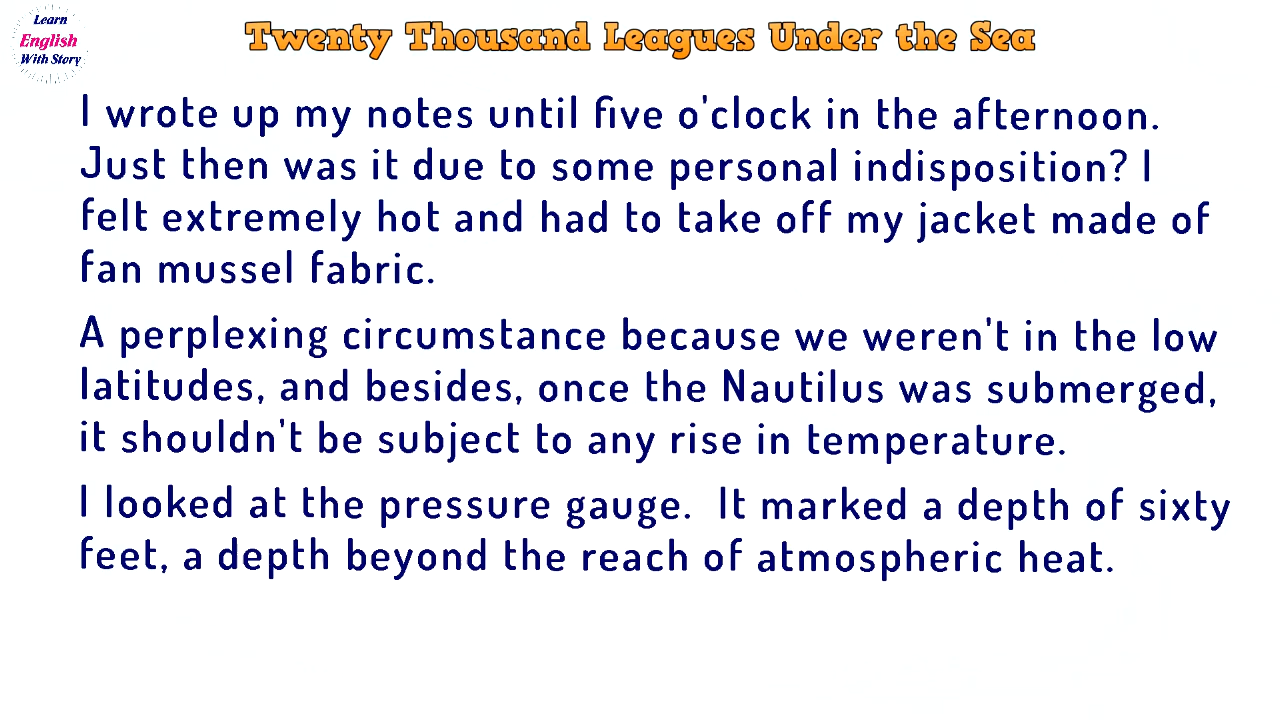 Learn
English
With Story
Twenty Thousand Leagues Under the Sea
I wrote up my notes until five o'clock in the afternoon.
Just then was it due to some personal indisposition? I
felt extremely hot and had to take off my jacket made of
fan mussel fabric.
A perplexing circumstance because we weren't in the low
latitudes, and besides, once the Nautilus was submerged,
it shouldn't be subject to any rise in temperature.
I looked at the pressure gauge. It marked a depth of sixty
feet, a depth beyond the reach of atmospheric heat.